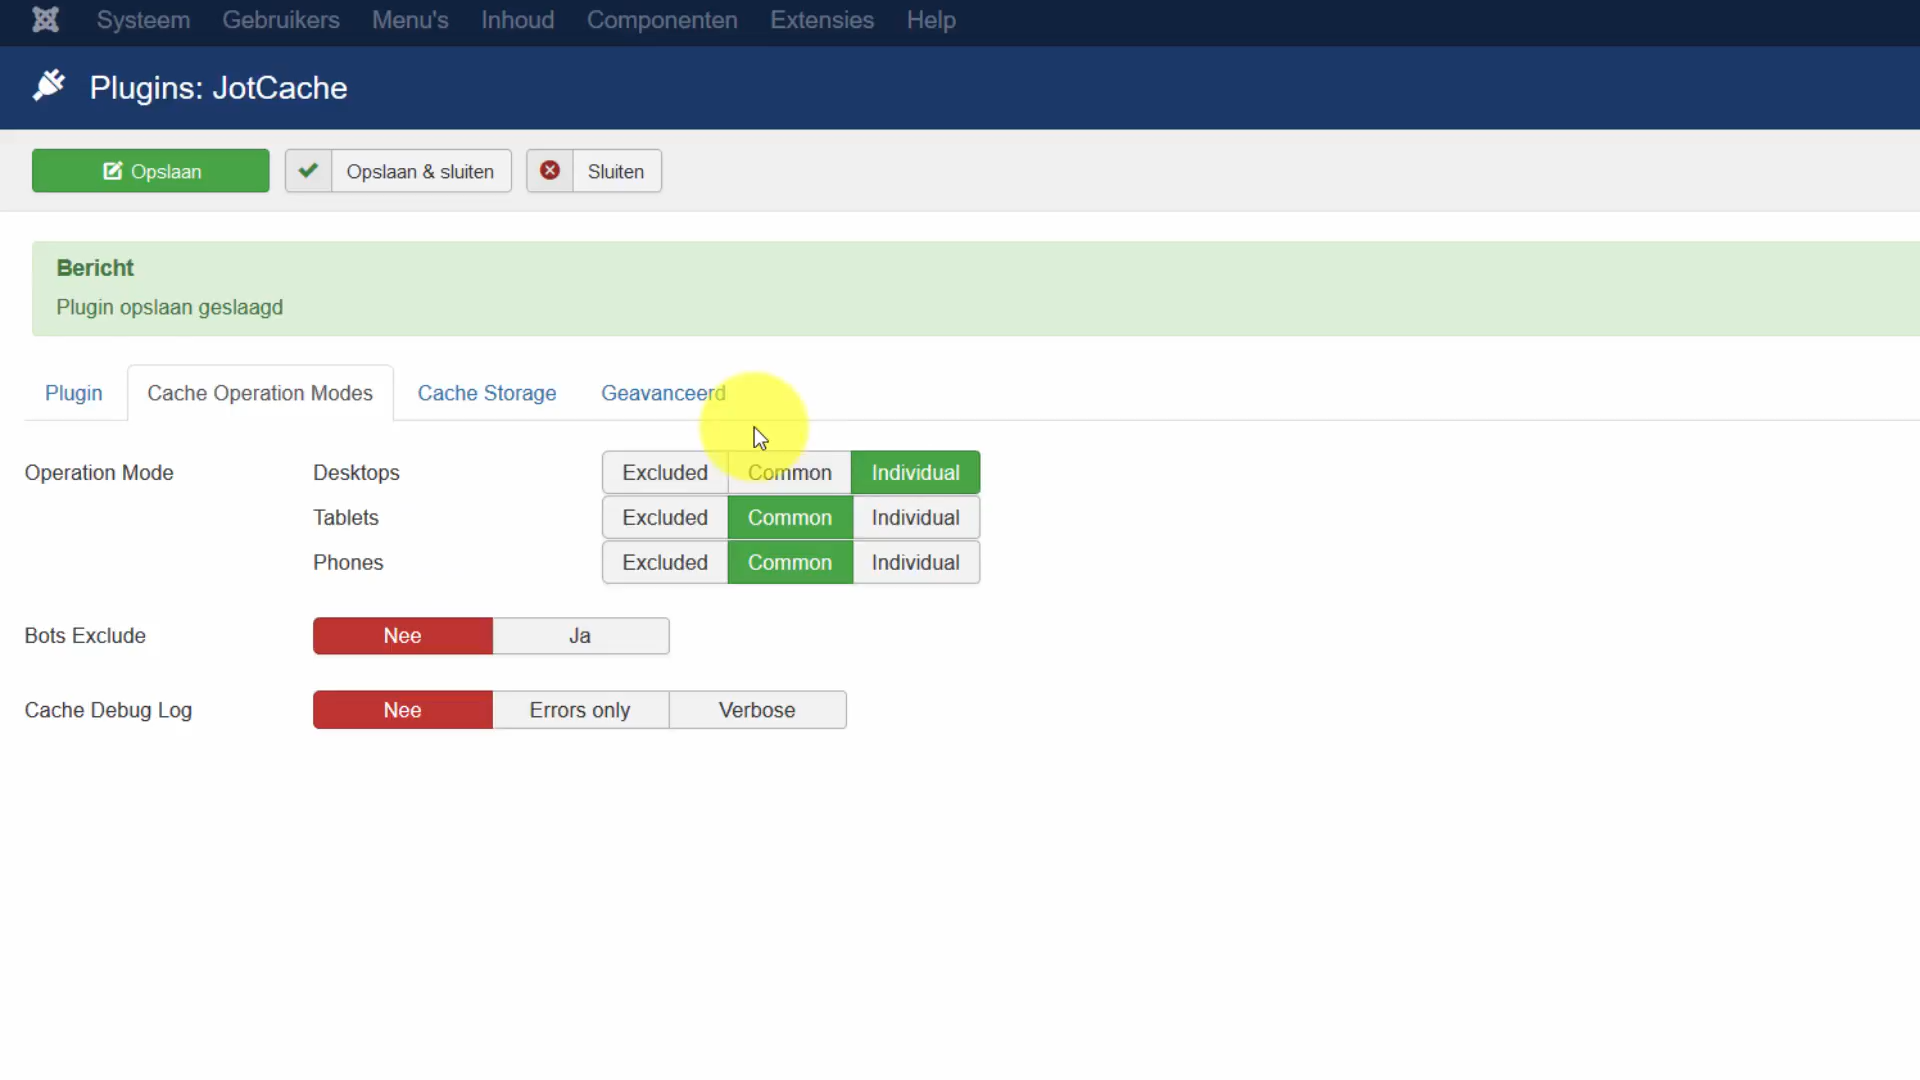 Systeem Gebruikers Menu's Inhoud Componenten Extensies Help
Plugins: JotCache
Opslaan Opslaan & sluiten Sluiten
Bericht
Plugin opslaan geslaagd
Plugin Cache Operation Modes Cache Storage Geavanceerd
Operation Mode Desktops Excluded Common Individual
Tablets Excluded Common Individual
Phones Excluded Common Individual
Bots Exclude Nee Ja
Cache Debug Log Nee Errors only Verbose